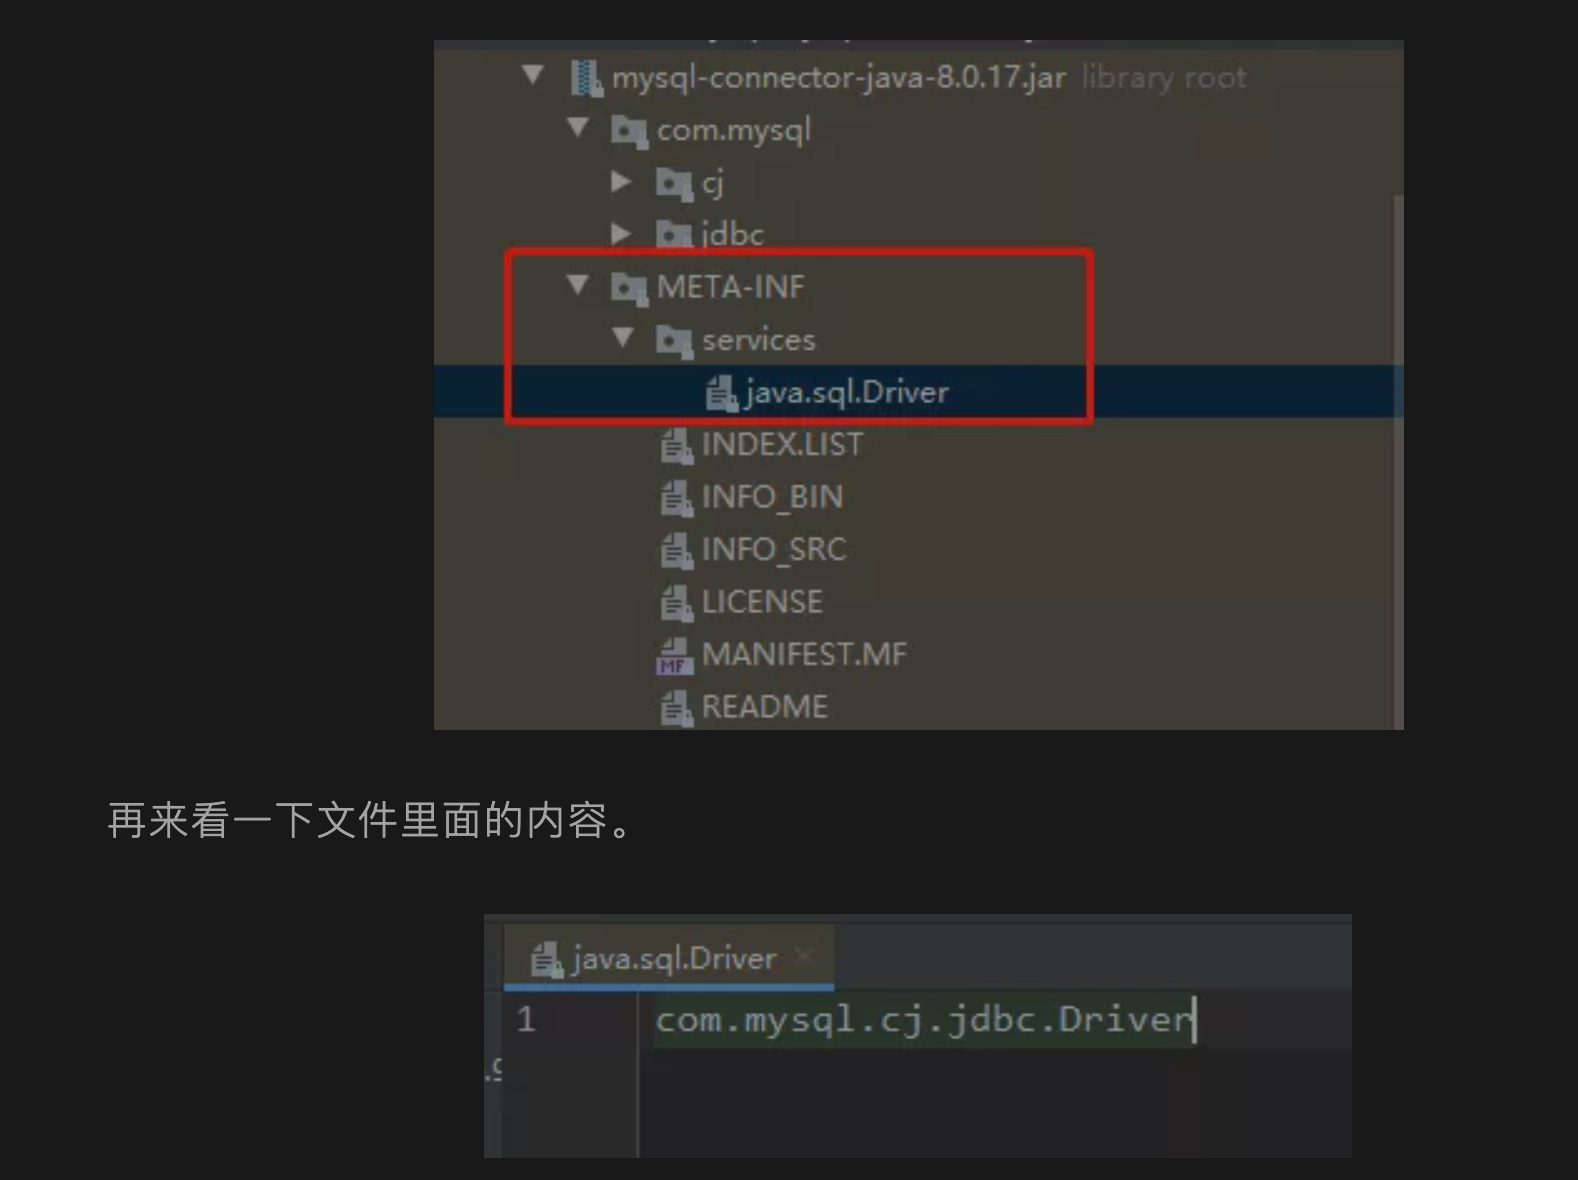 mysql-connector-java-8.0.17.jar library root
com.mysql
cj
jdbc
META-INF
services
java.sql.Driver
INDEX.LIST
INFO_BIN
INFO_SRC
LICENSE
MF MANIFEST.MF
README
再来看一下文件里面的内容。
java.sql.Driver
1 com.mysql.cj.jdbc.Driver